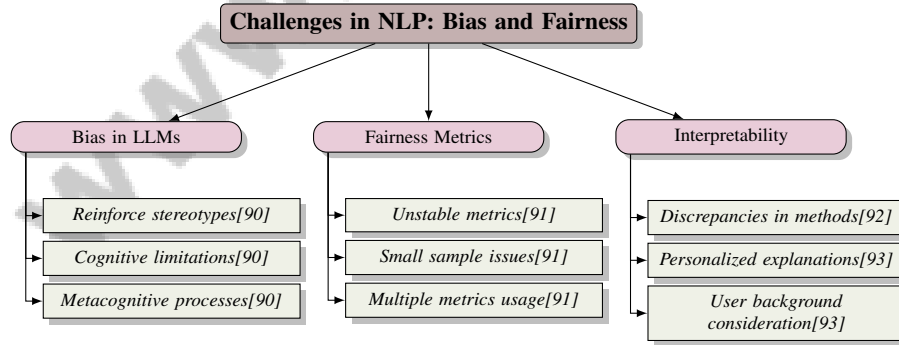 Challenges in NLP: Bias and Fairness
Bias in LLMs
Reinforce stereotypes[90]
Cognitive limitations[90]
Metacognitive processes[90]
Fairness Metrics
Unstable metrics[91]
Small sample issues[91]
Multiple metrics usage[91]
Interpretability
Discrepancies in methods[92]
Personalized explanations[93]
User background
consideration[93]
www